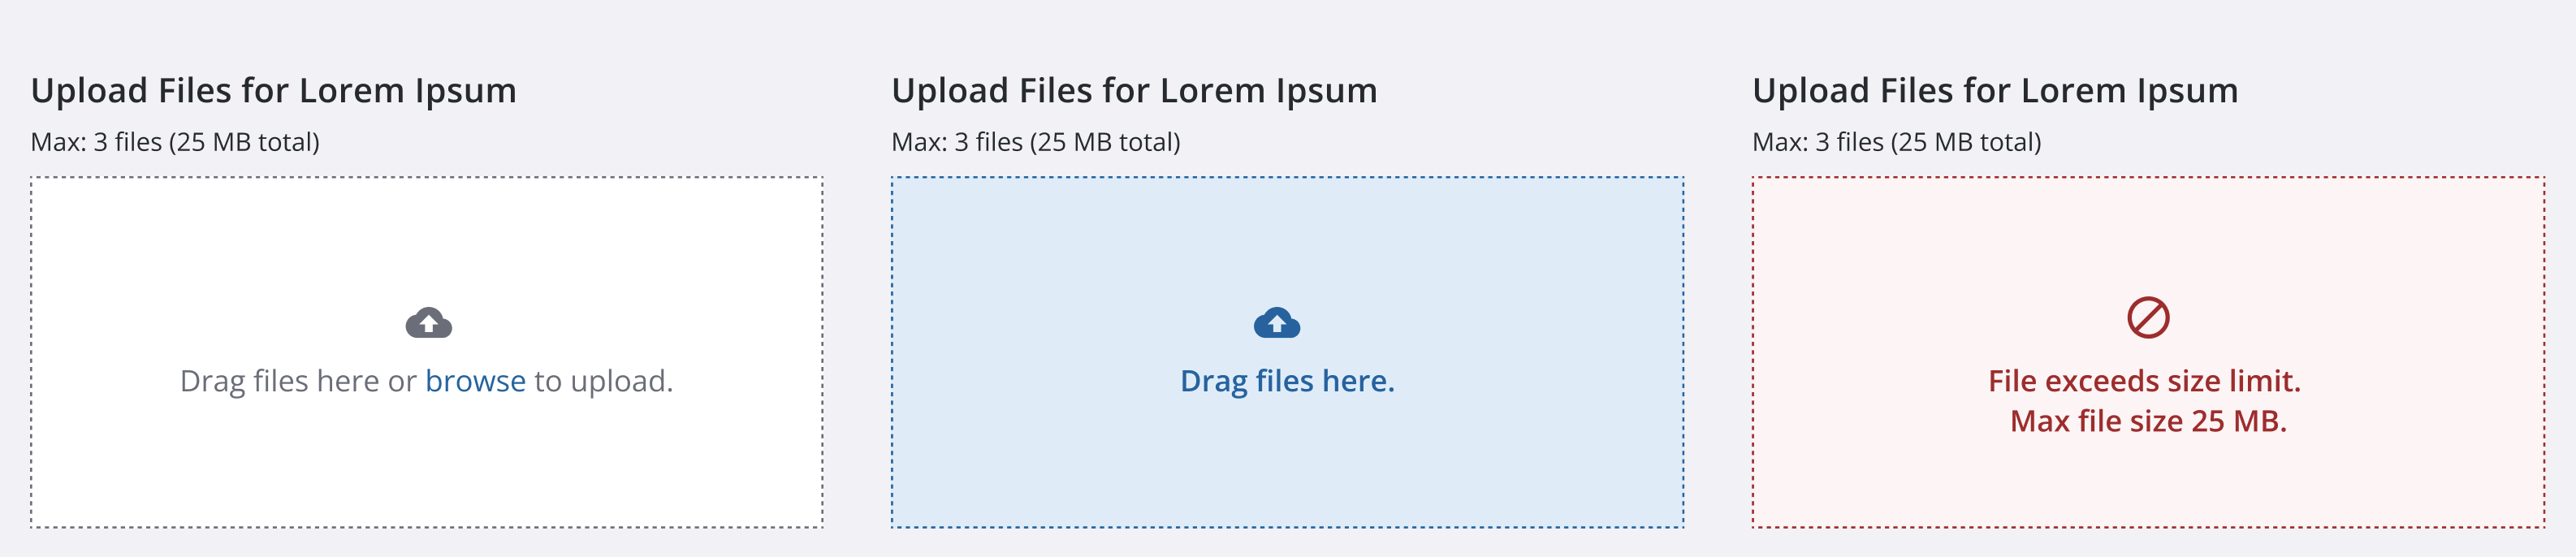 Upload Files for Lorem Ipsum
Max: 3 files (25 MB total)
Drag files here or browse to upload.
Upload Files for Lorem Ipsum
Max: 3 files (25 MB total)
Drag files here.
Upload Files for Lorem Ipsum
Max: 3 files (25 MB total)
File exceeds size limit.
Max file size 25 MB.